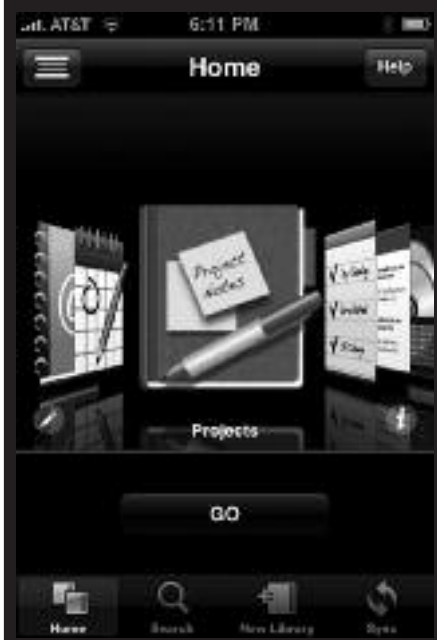 AT&T 6:11 PM
Home Help
Project
Notes
Projects
GO
Home Search New Library Sync